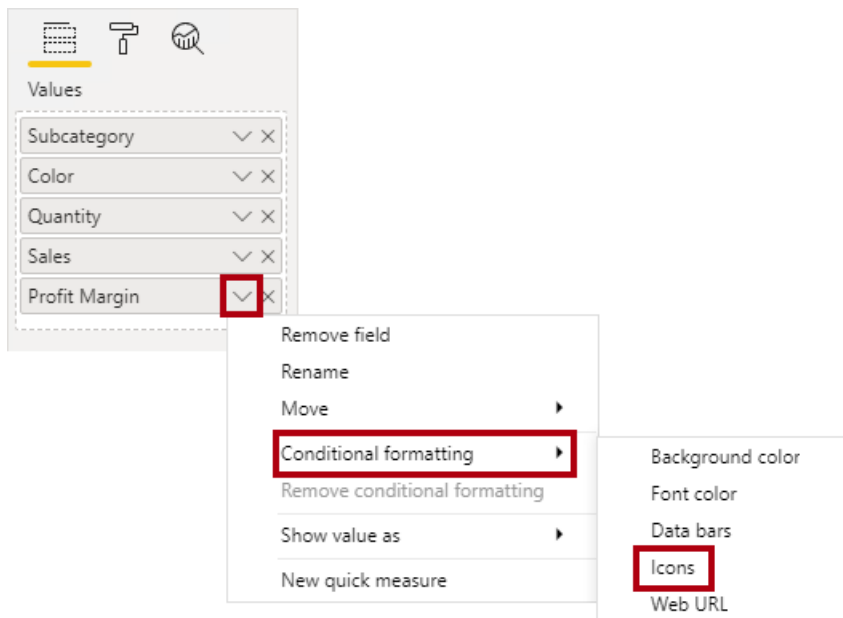 Values
Subcategory
Color
Quantity
Sales
Profit Margin
Remove field
Rename
Move
Conditional formatting
Remove conditional formatting
Show value as
New quick measure
Background color
Font color
Data bars
Icons
Web URL